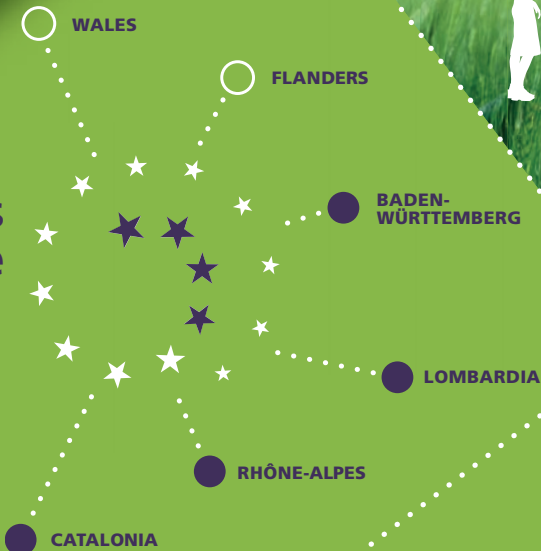 WALES
FLANDERS
BADEN-
WÜRTTEMBERG
LOMBARDIA
RHÔNE-ALPES
CATALONIA